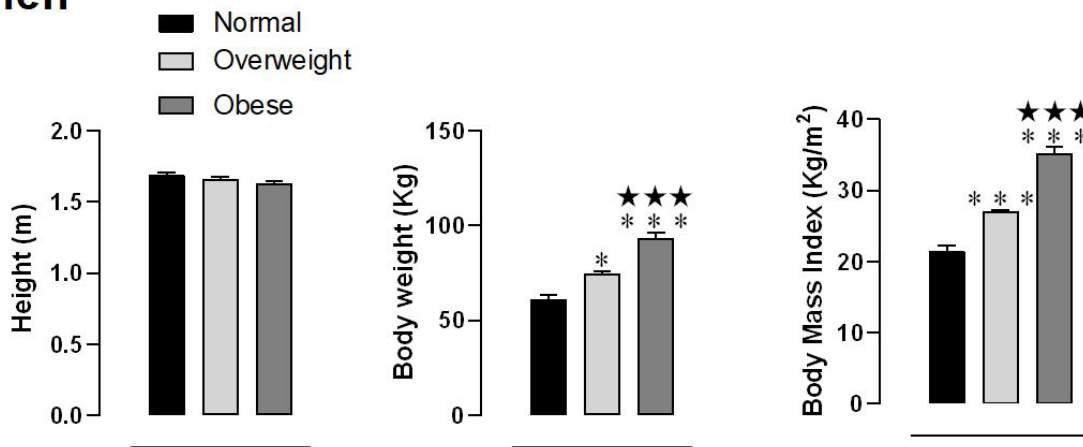 Normal
Overweight
Obese
Height (m)
2.0
1.5
1.0
0.5
0.0
Body weight (Kg)
150
100
50
0
*
★★★
* * *
Body Mass Index (Kg/m²)
40
30
20
10
0
* * *
★★★
* * *